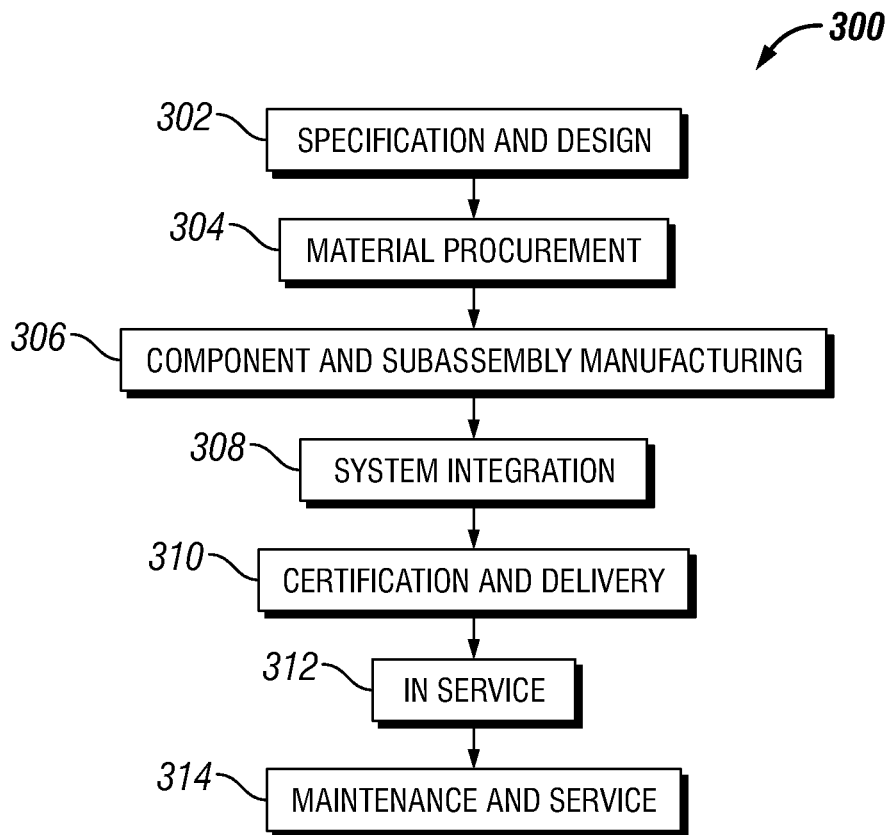 300
302
SPECIFICATION AND DESIGN
304
MATERIAL PROCUREMENT
306
COMPONENT AND SUBASSEMBLY MANUFACTURING
308
SYSTEM INTEGRATION
310
CERTIFICATION AND DELIVERY
312
IN SERVICE
314
MAINTENANCE AND SERVICE